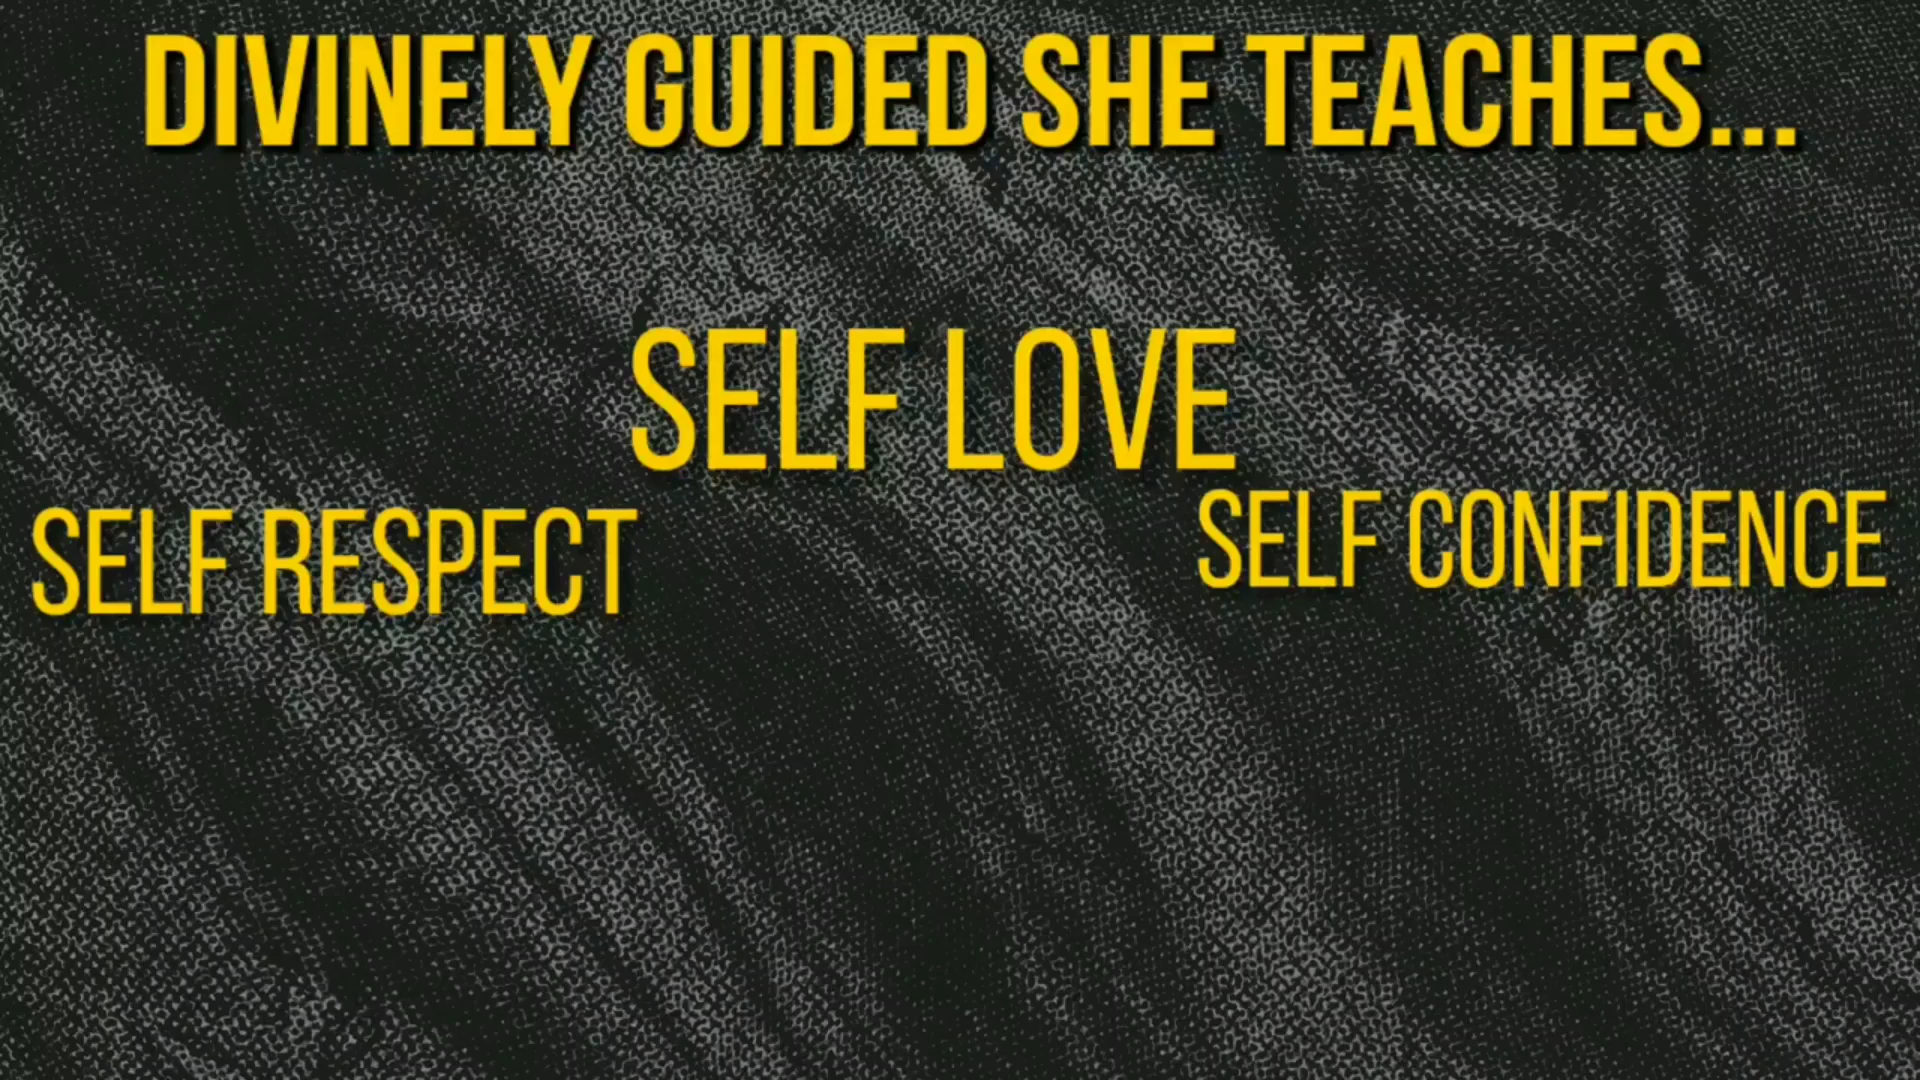 DIVINELY GUIDED SHE TEACHES...
SELF LOVE
SELF RESPECT
SELF CONFIDENCE